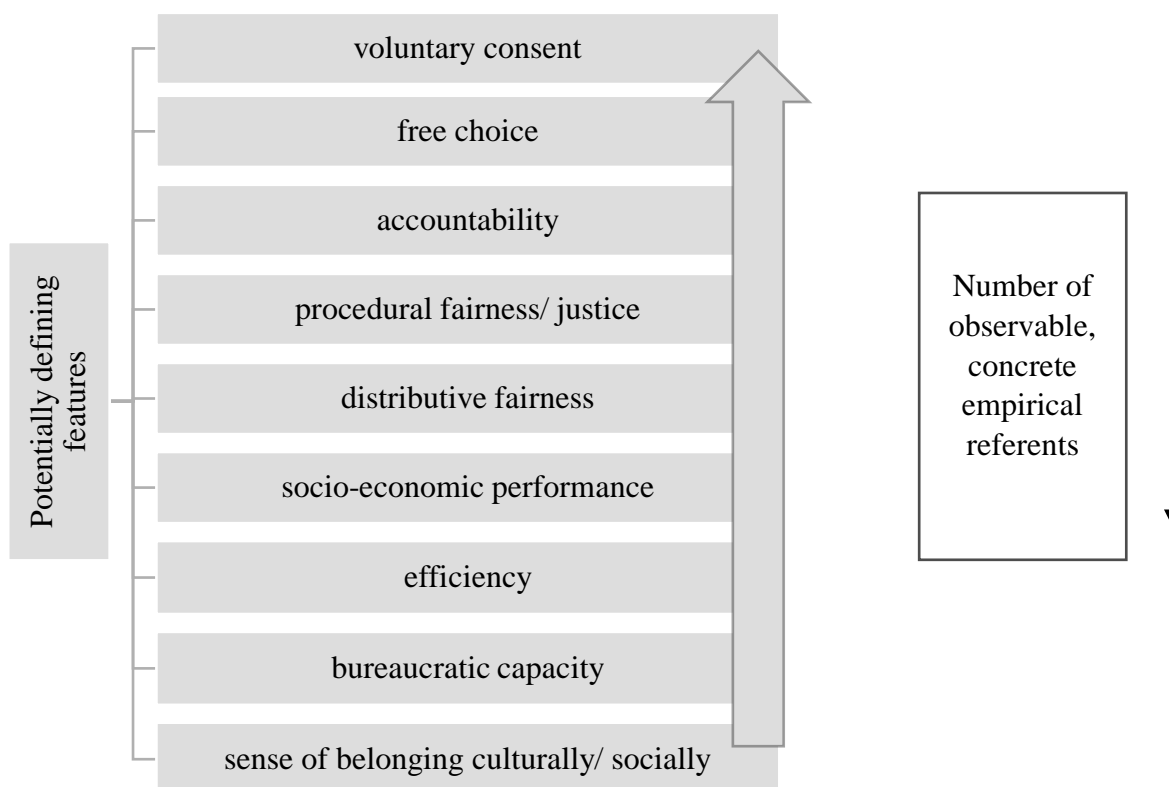 voluntary consent
free choice
accountability
procedural fairness/ justice
distributive fairness
socio-economic performance
efficiency
bureaucratic capacity
sense of belonging culturally/ socially
Potentially defining
features
Number of
observable,
concrete
empirical
referents